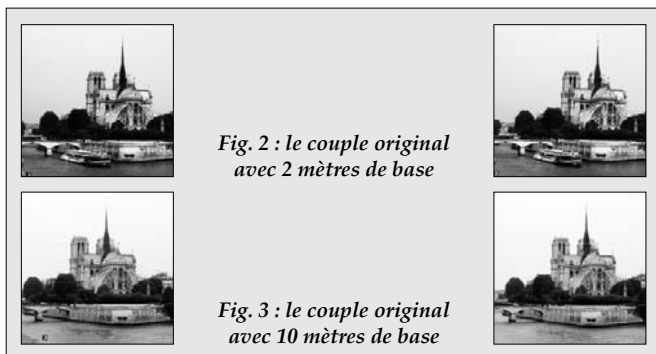 Fig. 2 : le couple original
avec 2 mètres de base
Fig. 3 : le couple original
avec 10 mètres de base